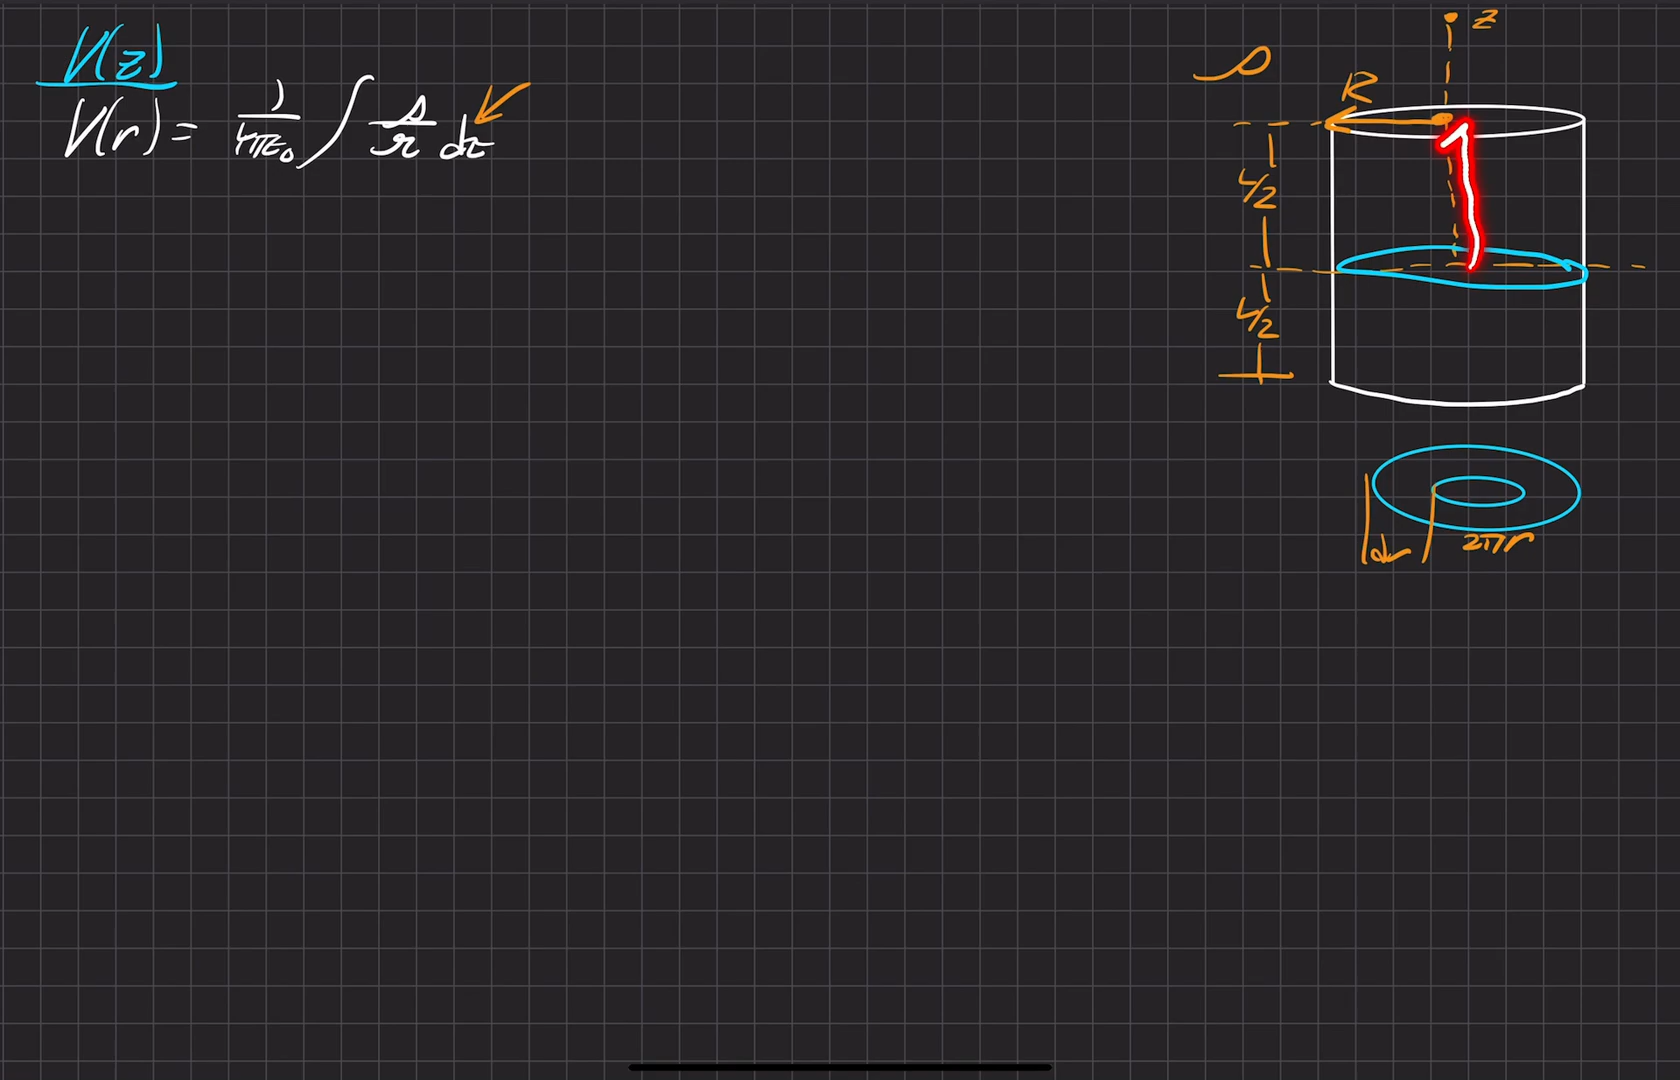 V(z)
V(r) = 1/4πε₀ ∫ ρ/𝓇 dτ
z
ρ
R
L/2
L/2
dr 2πr